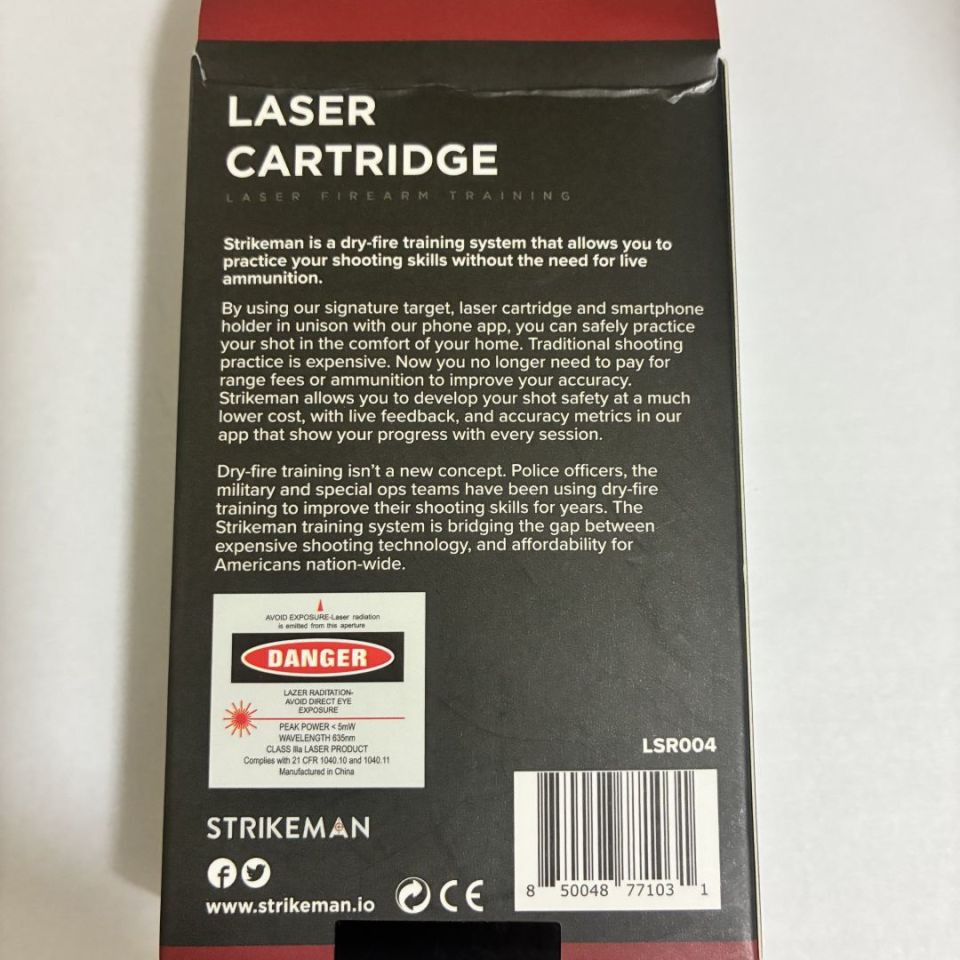 LASER
CARTRIDGE
LASER FIREARM TRAINING
Strikeman is a dry-fire training system that allows you to
practice your shooting skills without the need for live
ammunition.
By using our signature target, laser cartridge and smartphone
holder in unison with our phone app, you can safely practice
your shot in the comfort of your home. Traditional shooting
practice is expensive. Now you no longer need to pay for
range fees or ammunition to improve your accuracy.
Strikeman allows you to develop your shot safety at a much
lower cost, with live feedback, and accuracy metrics in our
app that show your progress with every session.
Dry-fire training isn't a new concept. Police officers, the
military and special ops teams have been using dry-fire
training to improve their shooting skills for years. The
Strikeman training system is bridging the gap between
expensive shooting technology, and affordability for
Americans nation-wide.
AVOID EXPOSURE-Laser radiation
is emitted from this aperture
DANGER
LAZER RADITATION-
AVOID DIRECT EYE
EXPOSURE
PEAK POWER < 5mW
WAVELENGTH 635nm
CLASS IIIa LASER PRODUCT
Complies with 21 CFR 1040.10 and 1040.11
Manufactured in China
LSR004
STRIKEMAN
www.strikeman.io
CE
8 50048 77103 1